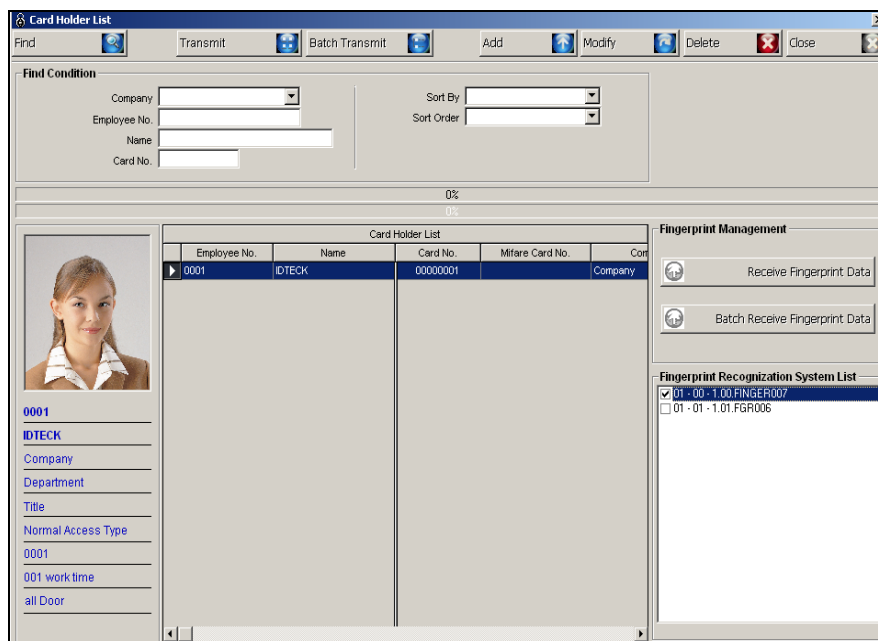 Card Holder List
Find Transmit Batch Transmit Add Modify Delete Close
Find Condition
Company Sort By
Employee No. Sort Order
Name
Card No.
0%
0%
Card Holder List
Employee No. Name Card No. Mifare Card No. Com
0001 IDTECK 00000001 Company
Fingerprint Management
Receive Fingerprint Data
Batch Receive Fingerprint Data
Fingerprint Recognization System List
01 - 00 - 1.00.FINGER007
01 - 01 - 1.01.FGR006
0001
IDTECK
Company
Department
Title
Normal Access Type
0001
001 work time
all Door